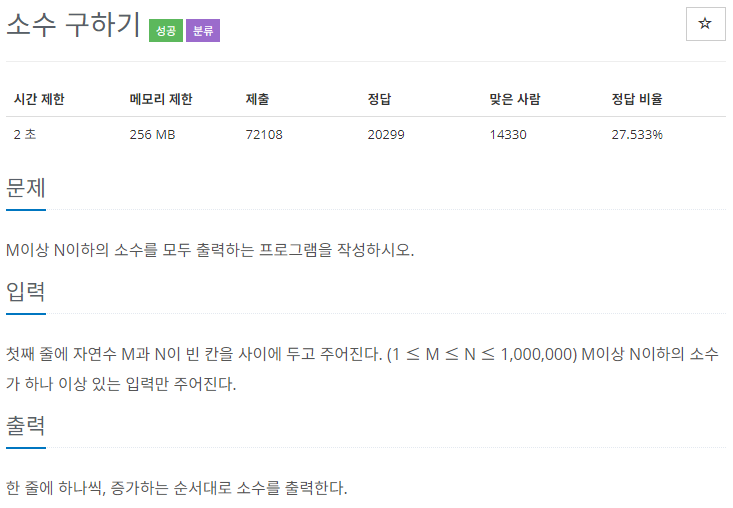 소수 구하기 성공 분류
☆
시간 제한 메모리 제한 제출 정답 맞은 사람 정답 비율
2 초 256 MB 72108 20299 14330 27.533%
문제
M이상 N이하의 소수를 모두 출력하는 프로그램을 작성하시오.
입력
첫째 줄에 자연수 M과 N이 빈 칸을 사이에 두고 주어진다. (1 ≤ M ≤ N ≤ 1,000,000) M이상 N이하의 소수
가 하나 이상 있는 입력만 주어진다.
출력
한 줄에 하나씩, 증가하는 순서대로 소수를 출력한다.